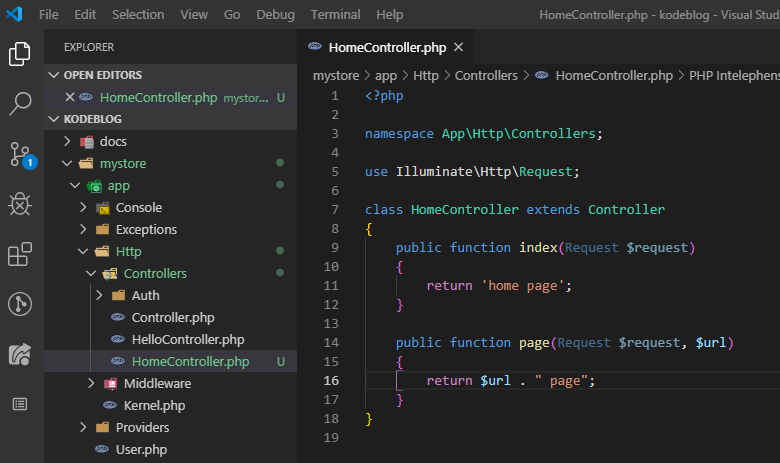 File Edit Selection View Go Debug Terminal Help HomeController.php - kodeblog - Visual Stud
EXPLORER
OPEN EDITORS
HomeController.php mystor... U
KODEBLOG
docs
mystore
app
Console
Exceptions
Http
Controllers
Auth
Controller.php
HelloController.php
HomeController.php U
Middleware
Kernel.php
Providers
User.php
1
HomeController.php
mystore > app > Http > Controllers > HomeController.php > PHP Intelephens
1 <?php
2
3 namespace App\Http\Controllers;
4
5 use Illuminate\Http\Request;
6
7 class HomeController extends Controller
8 {
9     public function index(Request $request)
10     {
11         return 'home page';
12     }
13
14     public function page(Request $request, $url)
15     {
16         return $url . " page";
17     }
18 }
19